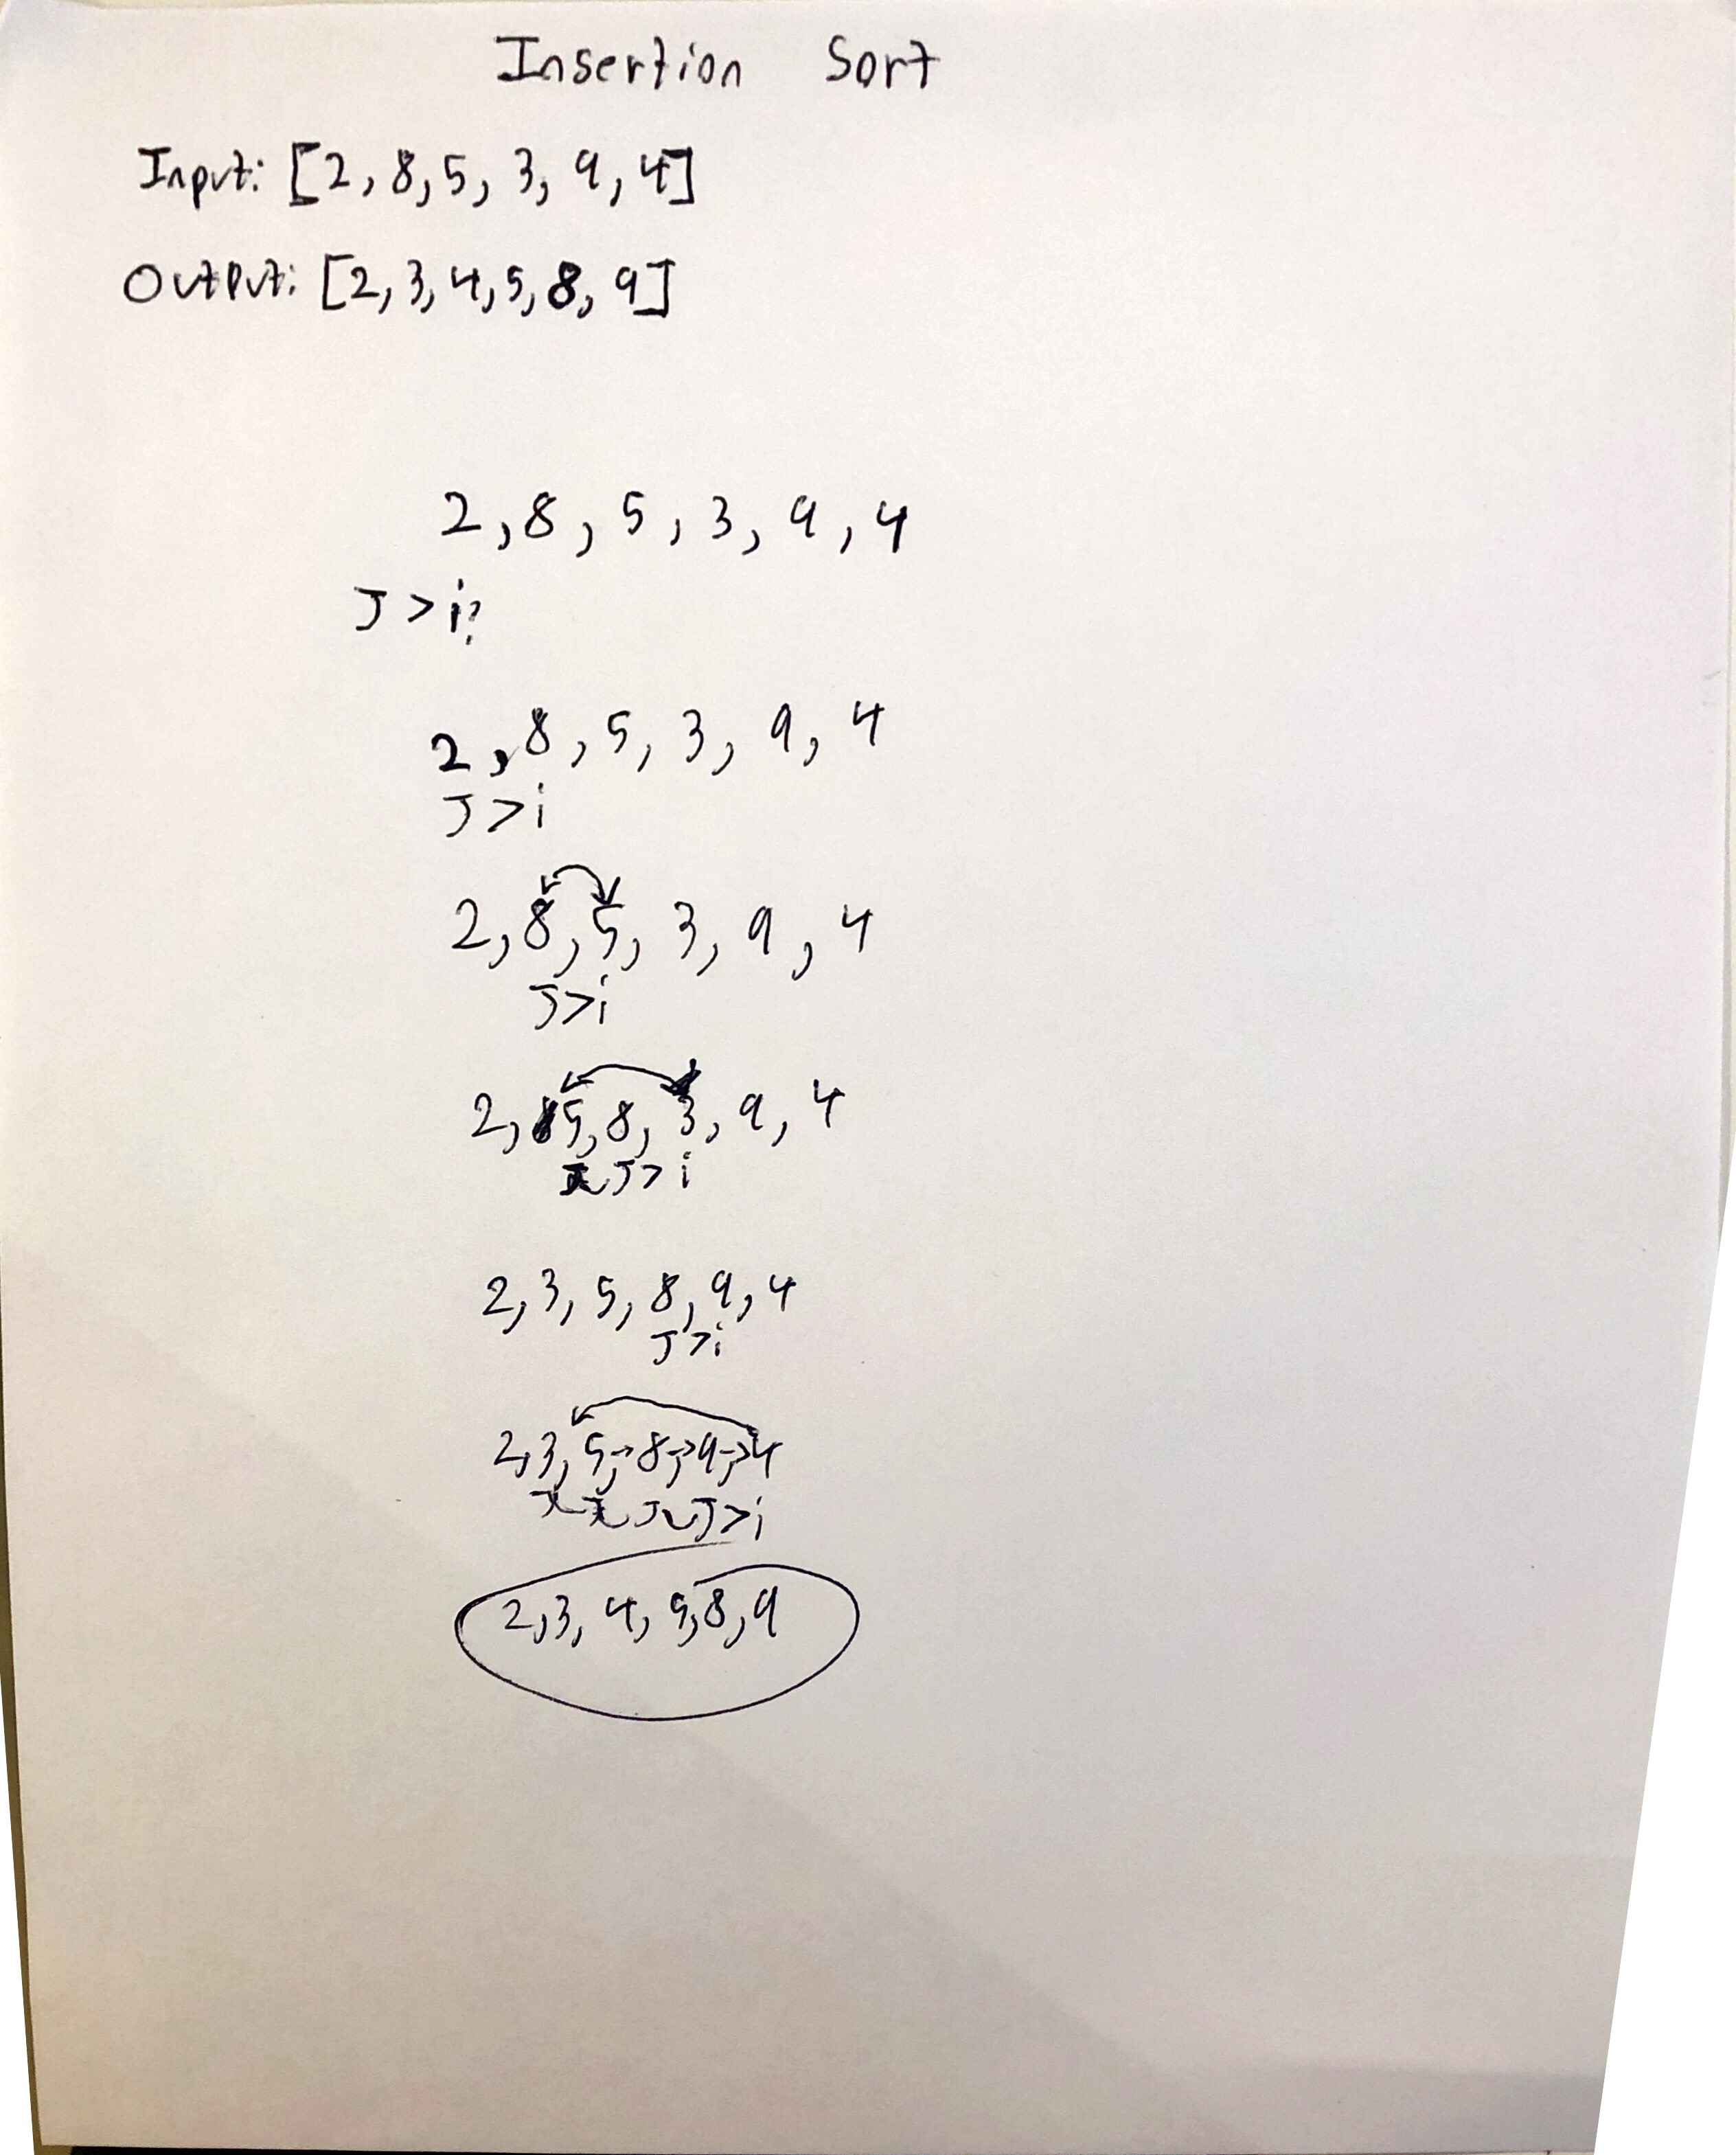 Insertion Sort
Input: [2, 8, 5, 3, 9, 4]
Output: [2, 3, 4, 5, 8, 9]
2, 8, 5, 3, 9, 4
J > i?
2, 8, 5, 3, 9, 4
J > i
2, 8, 5, 3, 9, 4
J > i
2, 5, 8, 3, 9, 4
J J > i
2, 3, 5, 8, 9, 4
J > i
2, 3, 5, → 8, → 9, → 4
J J J J > i
2, 3, 4, 5, 8, 9